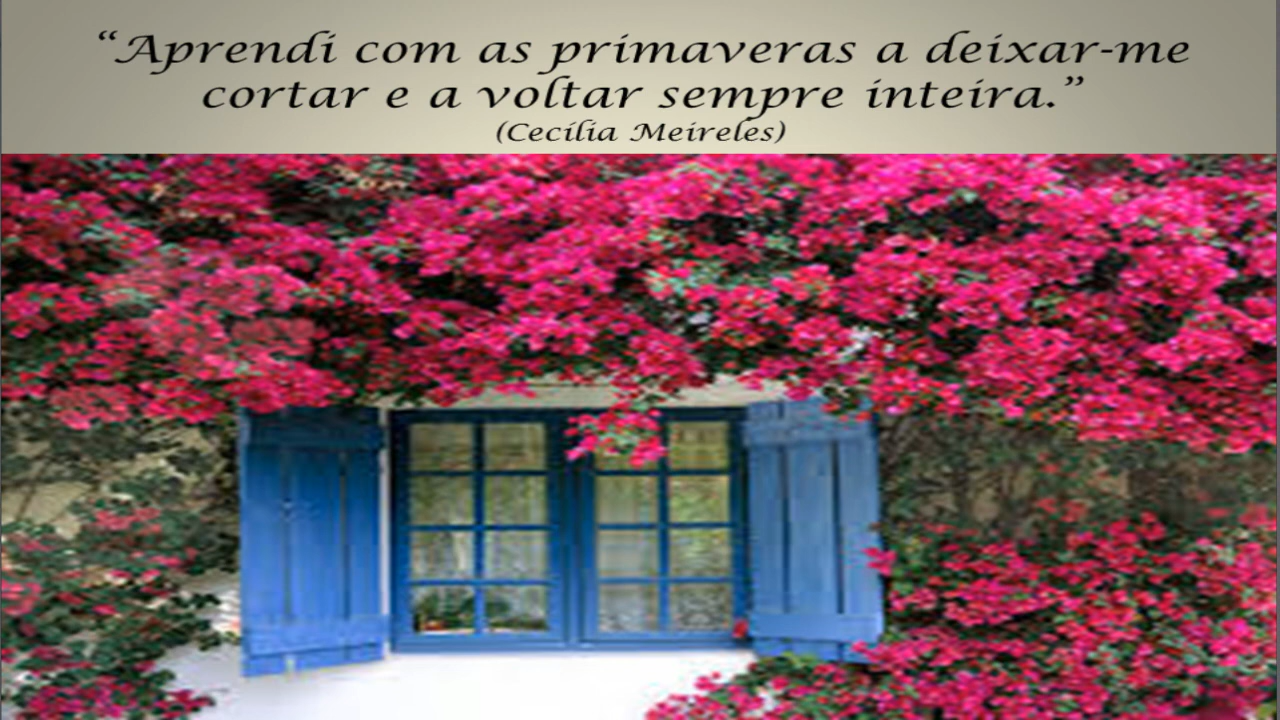 “Aprendi com as primaveras a deixar-me
cortar e a voltar sempre inteira.”
(Cecília Meireles)